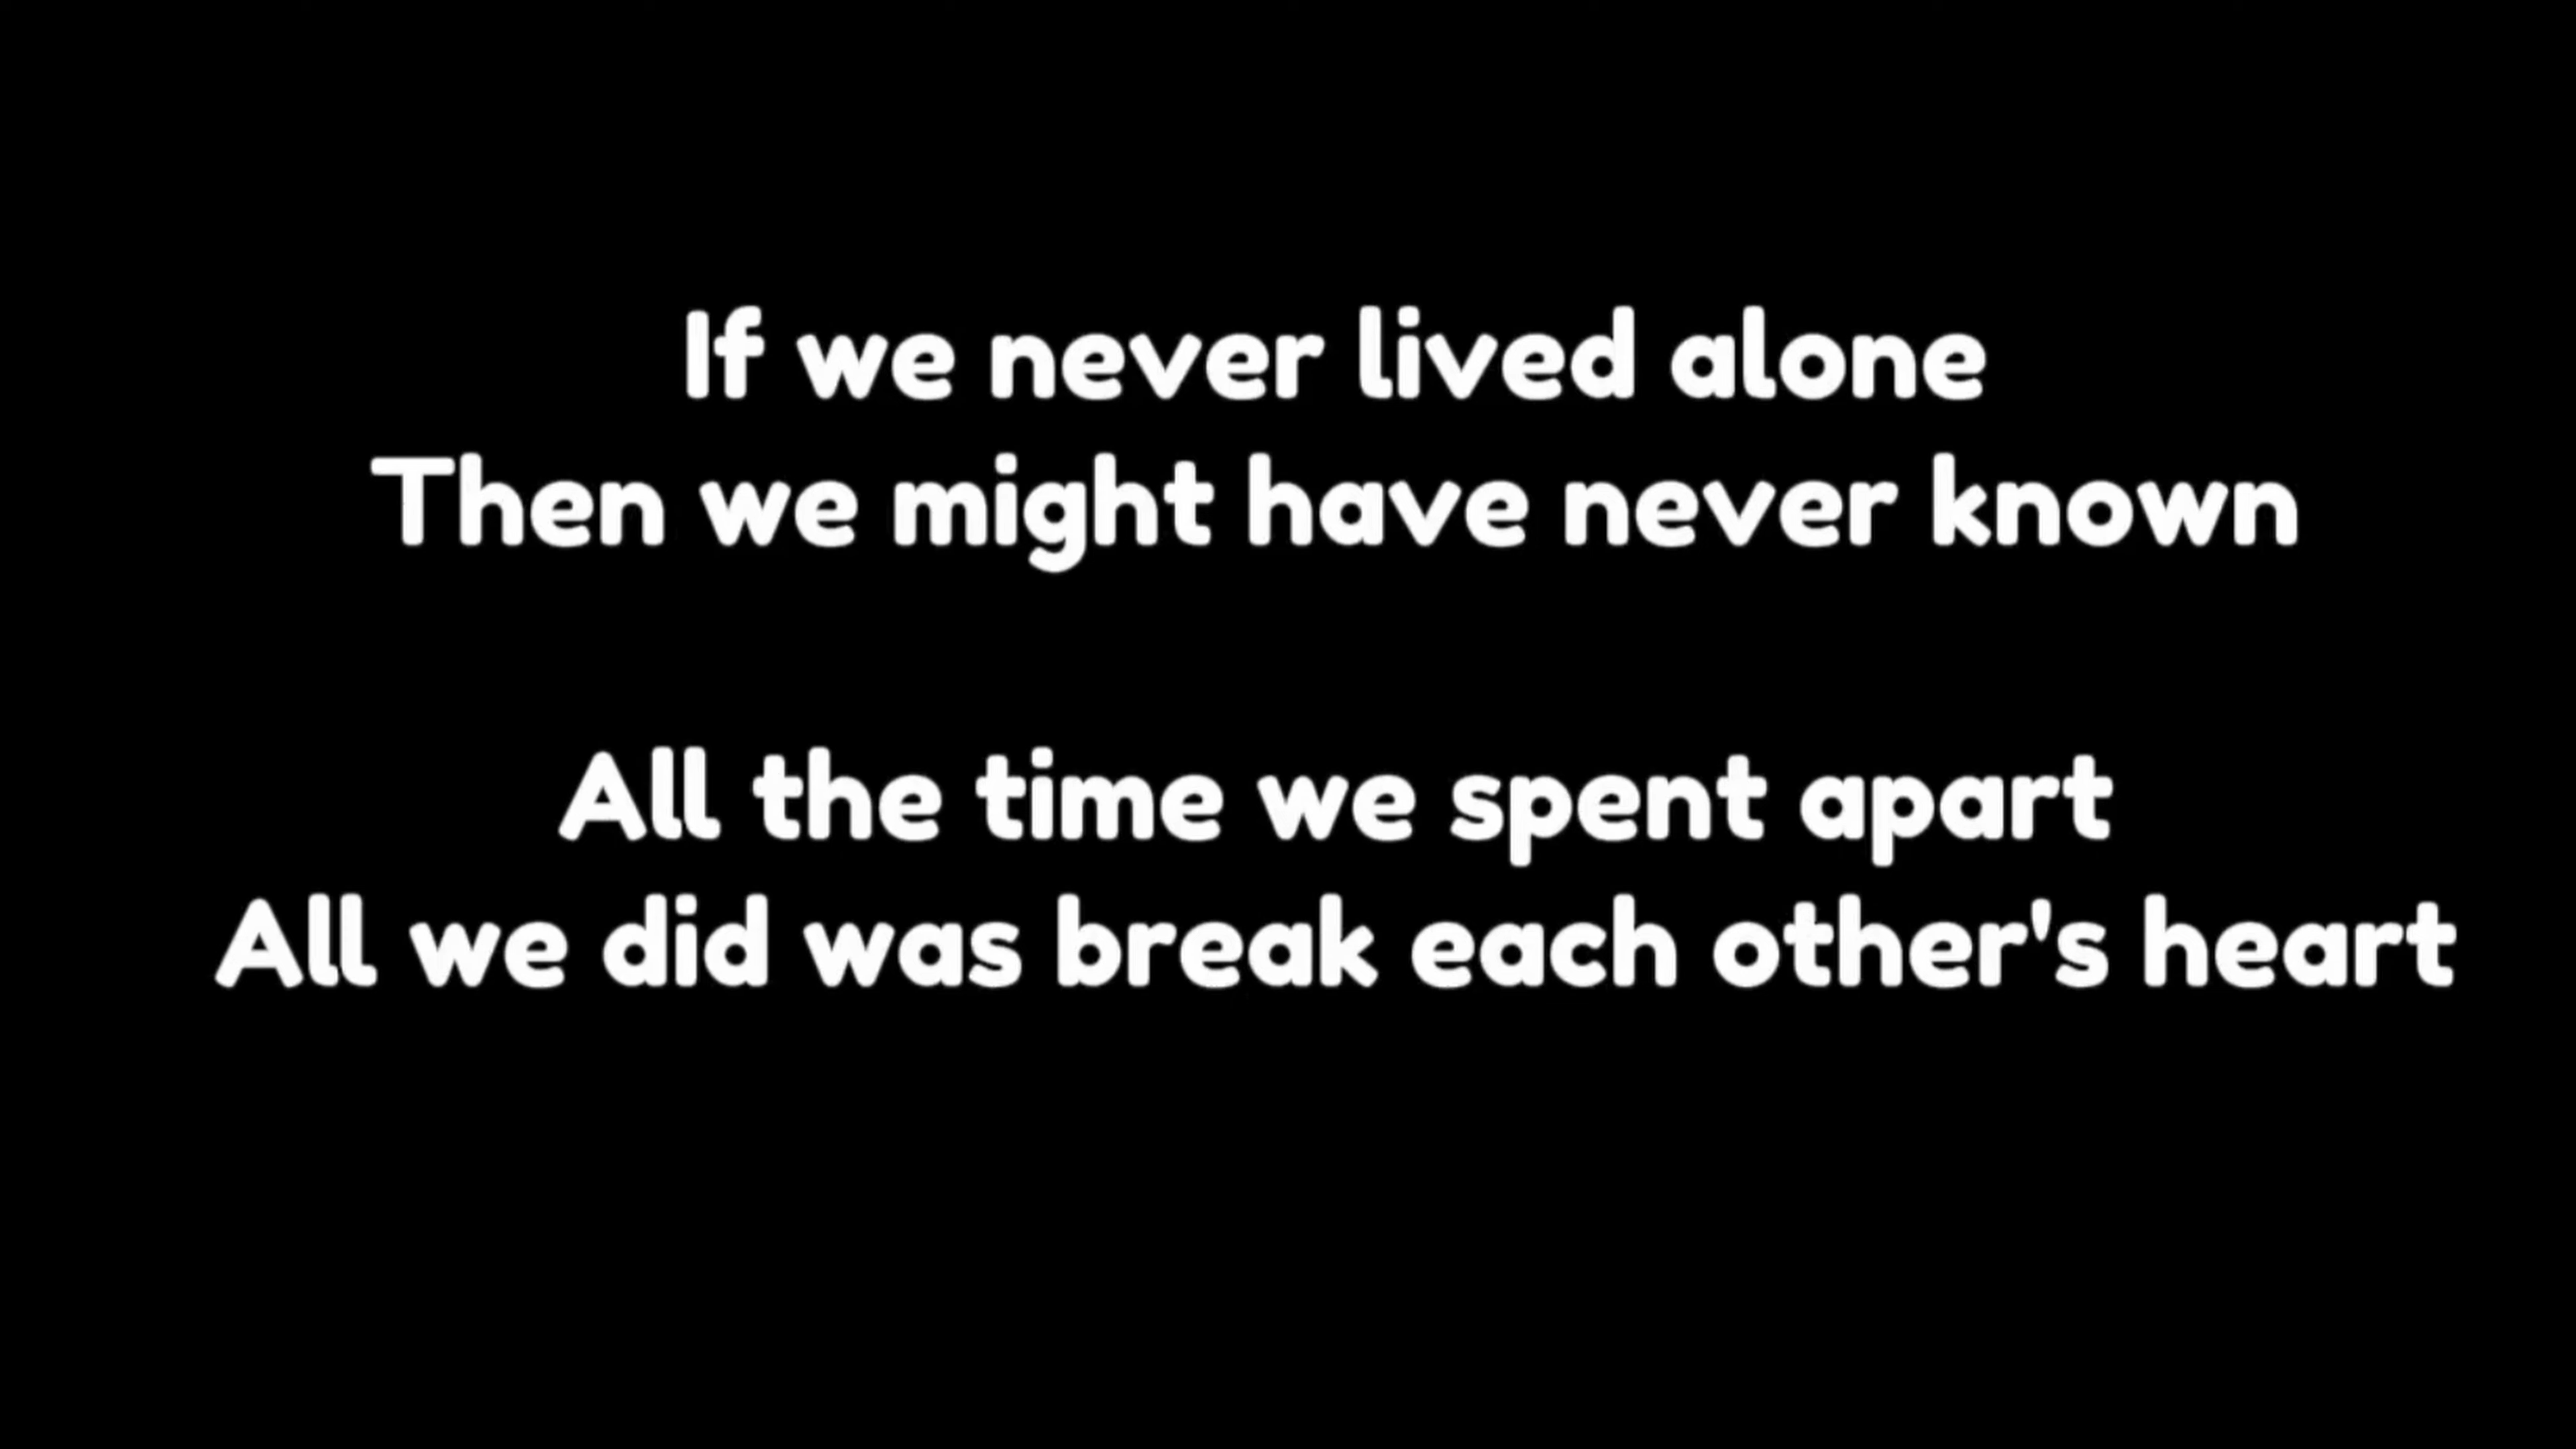 If we never lived alone
Then we might have never known
All the time we spent apart
All we did was break each other's heart